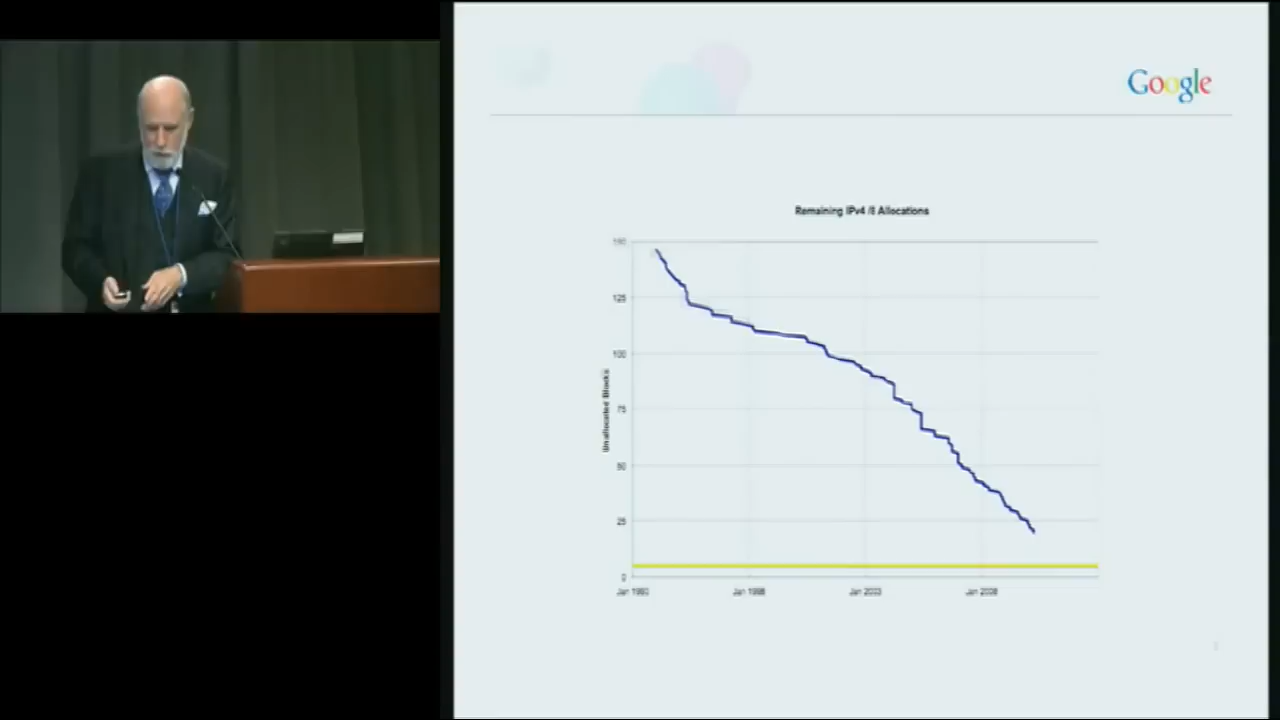 Google
Remaining IPv4 /8 Allocations
150
125
100
75
50
25
0
Unallocated Blocks
Jan 1993
Jan 1998
Jan 2003
Jan 2008